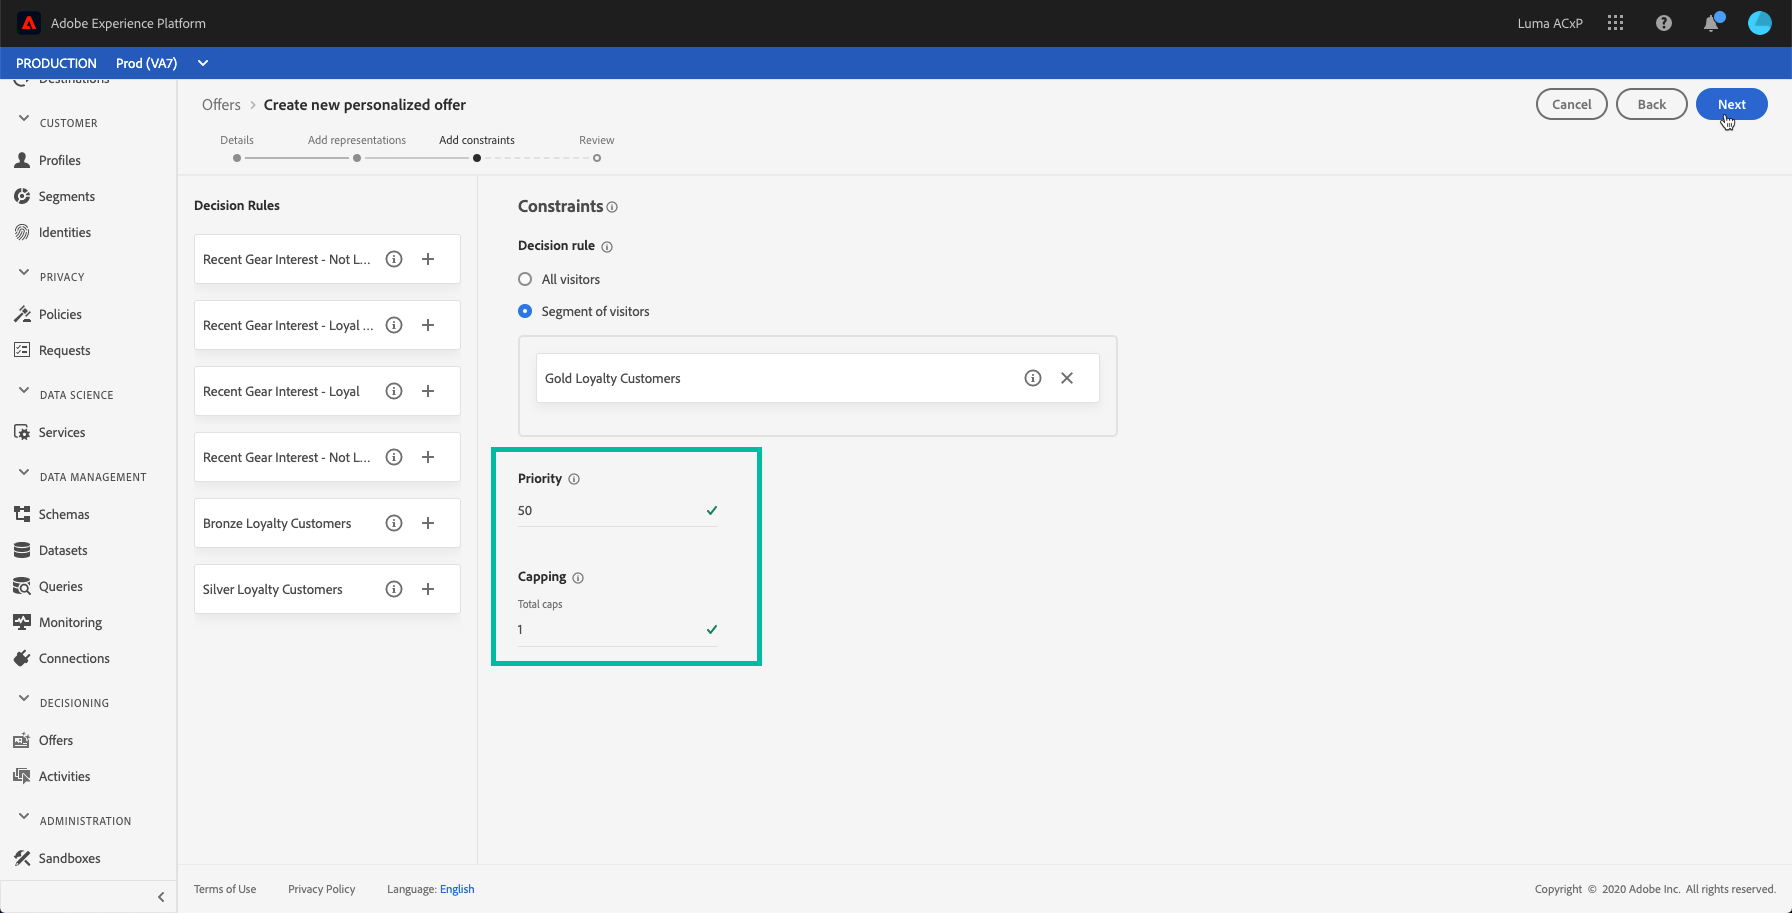 Adobe Experience Platform
Luma ACxP
PRODUCTION Prod (VA7)
Destinations
CUSTOMER
Profiles
Segments
Identities
PRIVACY
Policies
Requests
DATA SCIENCE
Services
DATA MANAGEMENT
Schemas
Datasets
Queries
Monitoring
Connections
DECISIONING
Offers
Activities
ADMINISTRATION
Sandboxes
Offers > Create new personalized offer
Cancel
Back
Next
Details
Add representations
Add constraints
Review
Decision Rules
Recent Gear Interest - Not L...
Recent Gear Interest - Loyal ...
Recent Gear Interest - Loyal
Recent Gear Interest - Not L...
Bronze Loyalty Customers
Silver Loyalty Customers
Constraints
Decision rule
All visitors
Segment of visitors
Gold Loyalty Customers
Priority
50
Capping
Total caps
1
Terms of Use
Privacy Policy
Language: English
Copyright © 2020 Adobe Inc. All rights reserved.